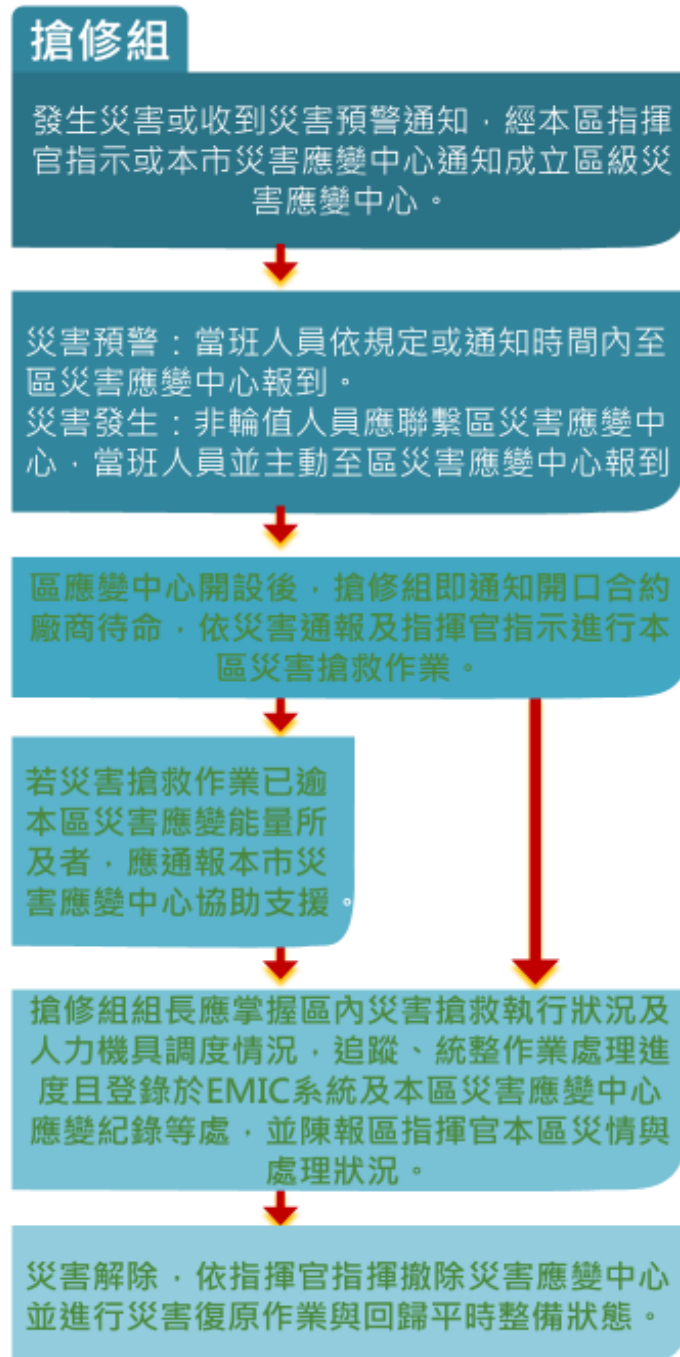 搶修組
發生災害或收到災害預警通知，經本區指揮
官指示或本市災害應變中心通知成立區級災
害應變中心。
災害預警：當班人員依規定或通知時間內至
區災害應變中心報到。
災害發生：非輪值人員應聯繫區災害應變中
心，當班人員並主動至區災害應變中心報到
區應變中心開設後，搶修組即通知開口合約
廠商待命，依災害通報及指揮官指示進行本
區災害搶救作業。
若災害搶救作業已逾
本區災害應變能量所
及者，應通報本市災
害應變中心協助支援。
搶修組組長應掌握區內災害搶救執行狀況及
人力機具調度情況，追蹤、統整作業處理進
度且登錄於EMIC系統及本區災害應變中心
應變紀錄等處，並陳報區指揮官本區災情與
處理狀況。
災害解除，依指揮官指揮撤除災害應變中心
並進行災害復原作業與回歸平時整備狀態。